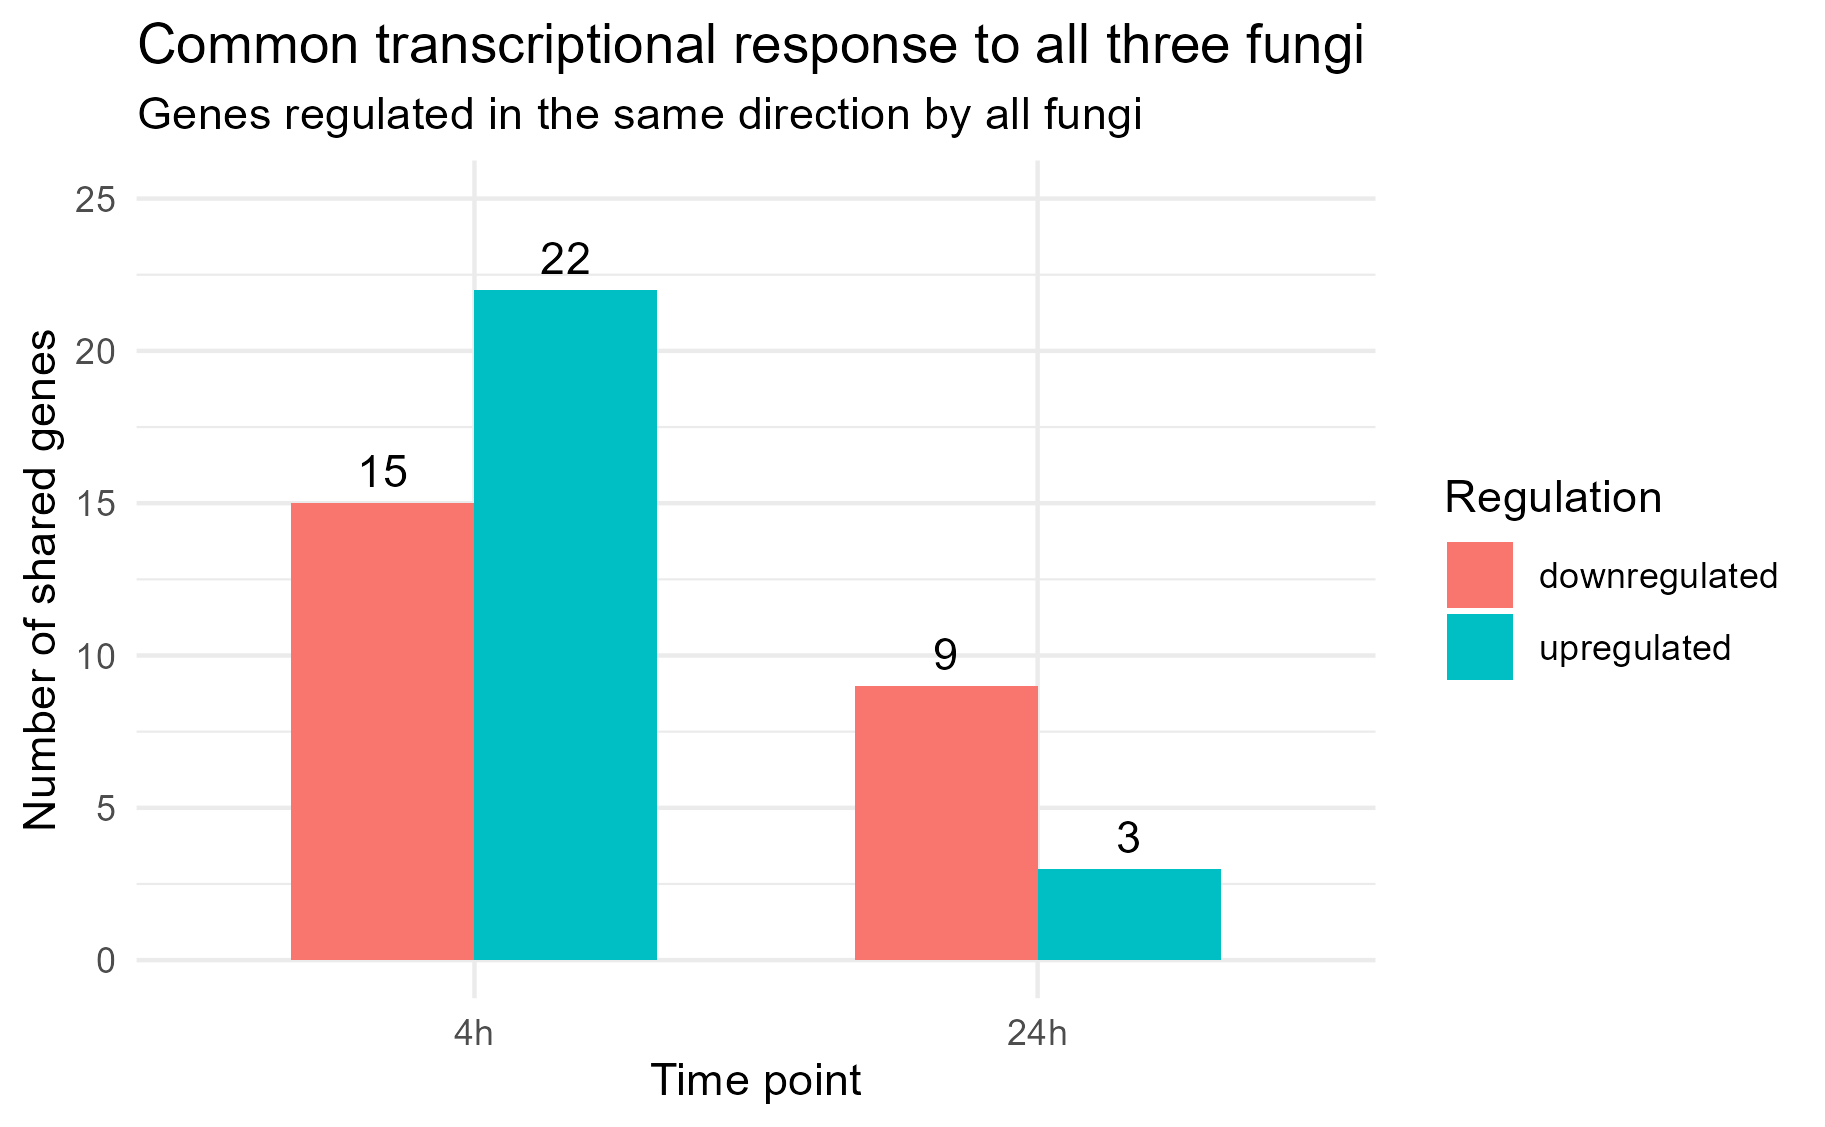 Common transcriptional response to all three fungi
Genes regulated in the same direction by all fungi
Number of shared genes
25
20
15
10
5
0
15
22
9
3
4h
24h
Time point
Regulation
downregulated
upregulated